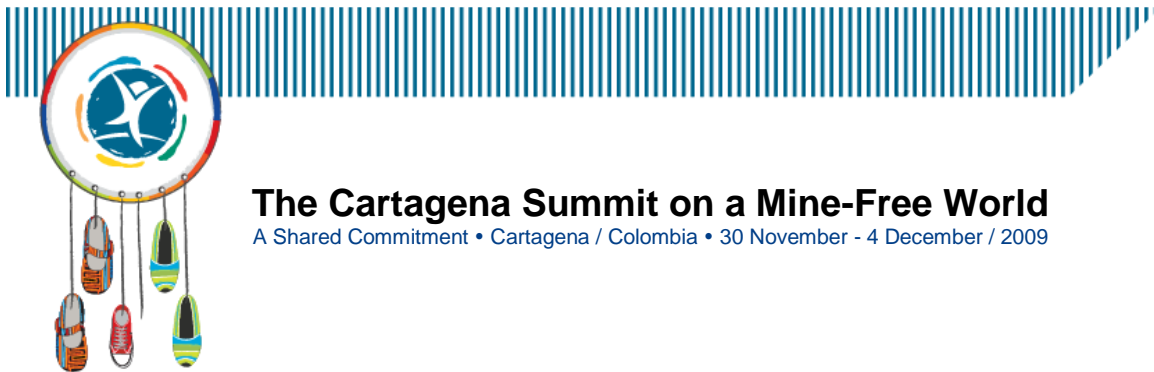 The Cartagena Summit on a Mine-Free World
A Shared Commitment • Cartagena / Colombia • 30 November - 4 December / 2009